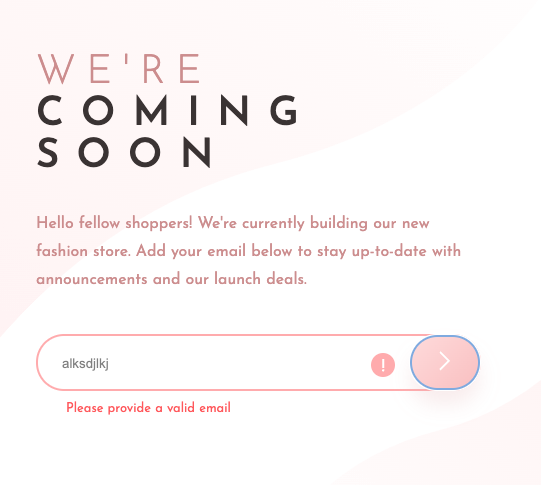 WE'RE
COMING
SOON
Hello fellow shoppers! We're currently building our new
fashion store. Add your email below to stay up-to-date with
announcements and our launch deals.
alksdjlkj
!
Please provide a valid email